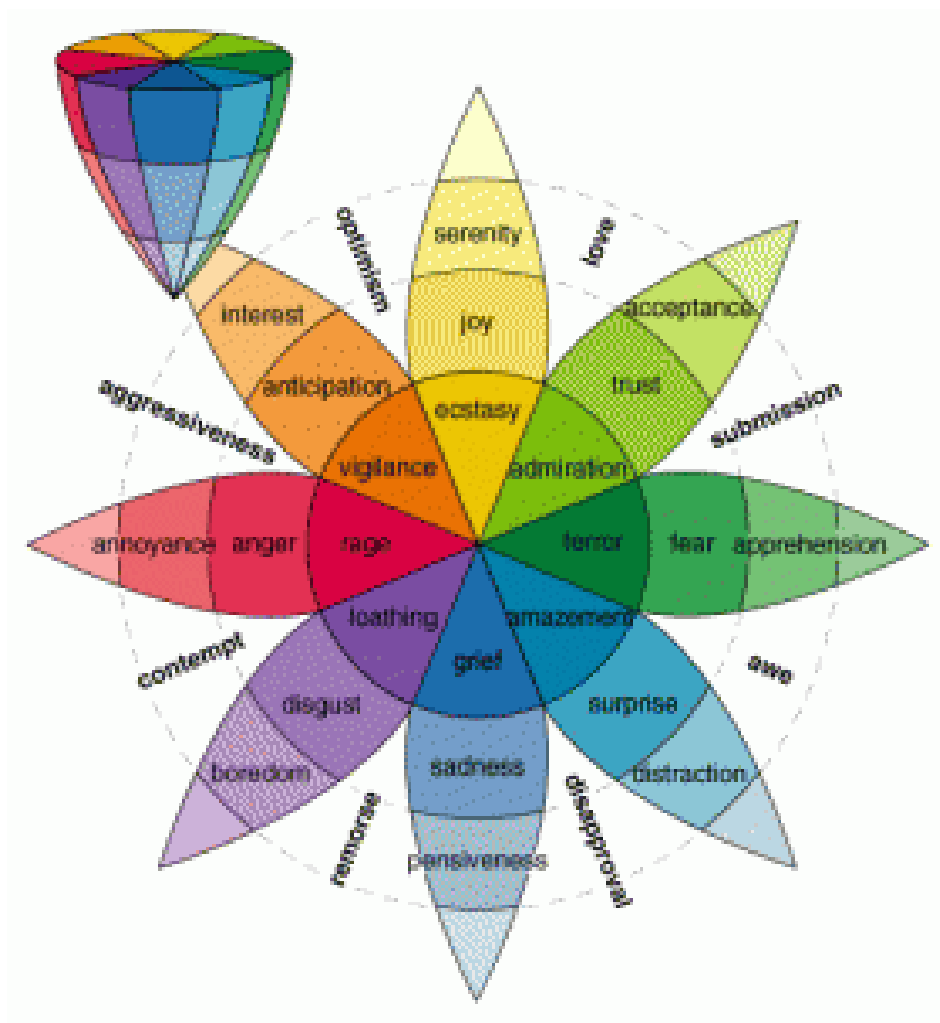 optimism
love
serenity
interest
acceptance
joy
anticipation
trust
aggressiveness
submission
ecstasy
vigilance
admiration
annoyance
anger
rage
terror
fear
apprehension
loathing
amazement
contempt
grief
awe
disgust
surprise
boredom
sadness
distraction
remorse
disapproval
pensiveness